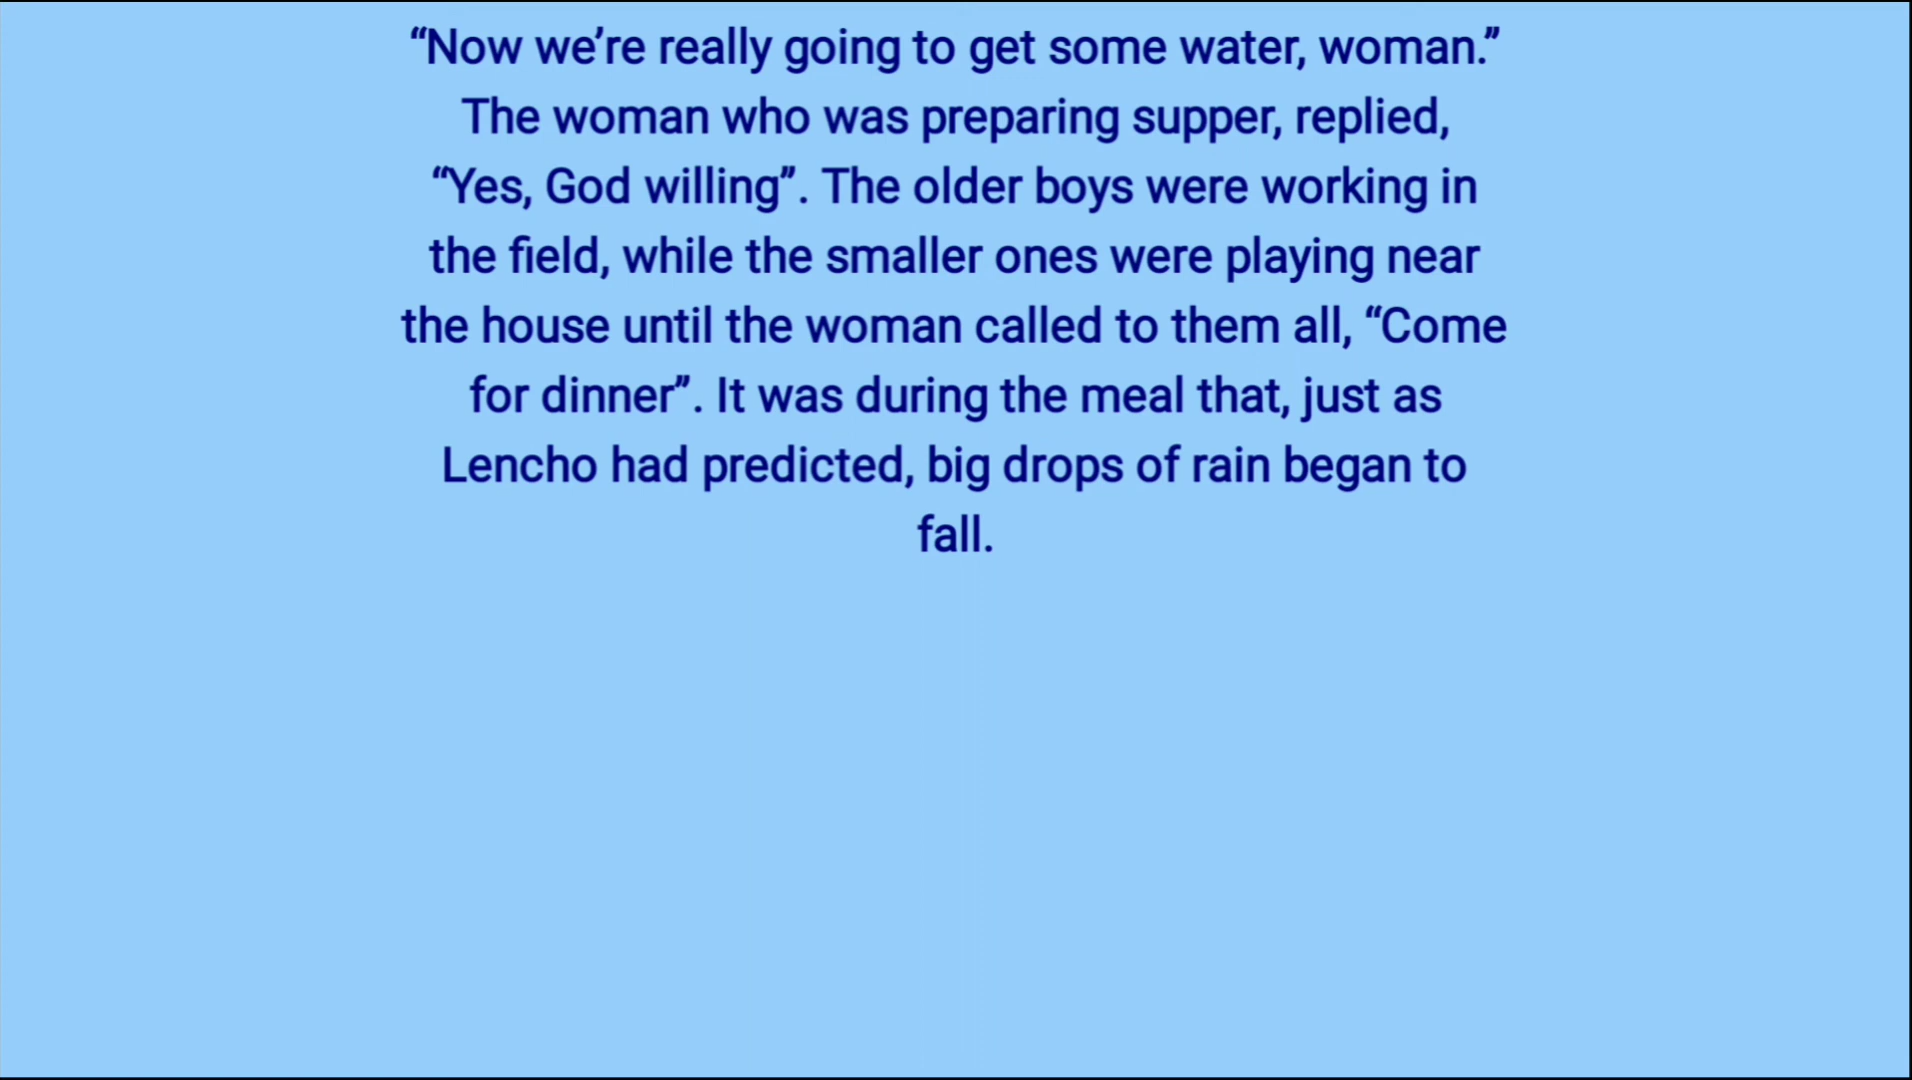 “Now we’re really going to get some water, woman.”
The woman who was preparing supper, replied,
“Yes, God willing”. The older boys were working in
the field, while the smaller ones were playing near
the house until the woman called to them all, “Come
for dinner”. It was during the meal that, just as
Lencho had predicted, big drops of rain began to
fall.